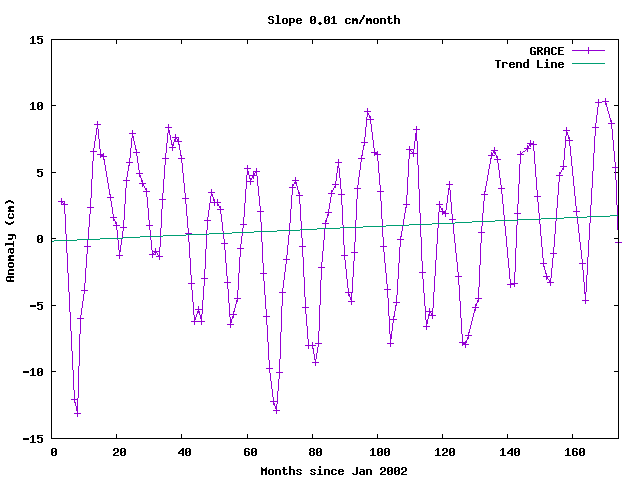 Slope 0.01 cm/month
GRACE
Trend Line
15
10
5
0
-5
-10
-15
Anomaly (cm)
0 20 40 60 80 100 120 140 160
Months since Jan 2002